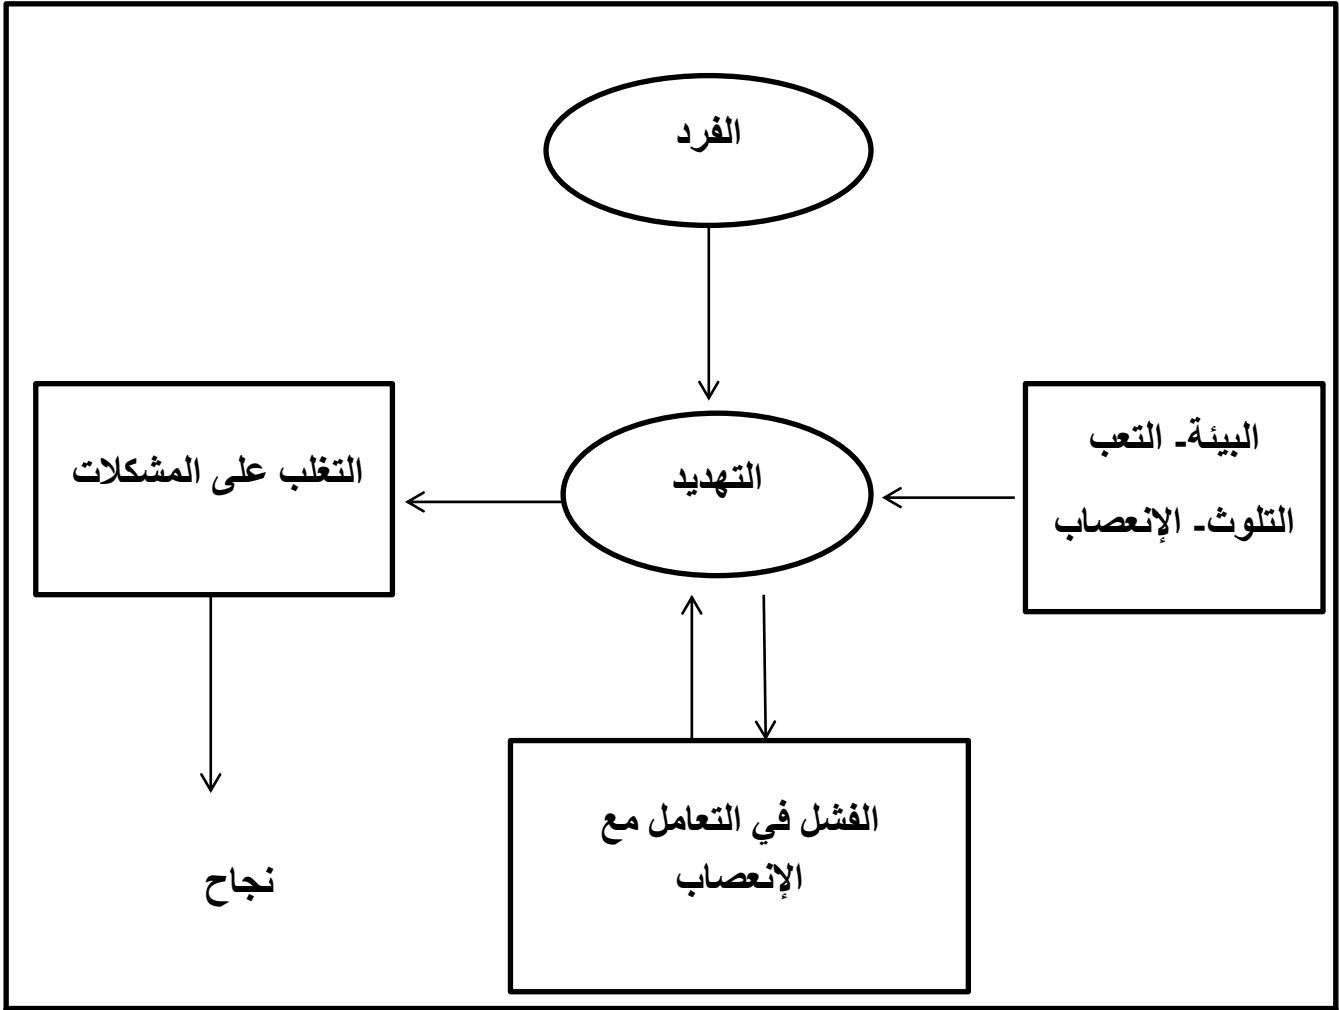 الفرد
البيئة- التعب
التلوث- الإنعصاب
التهديد
التغلب على المشكلات
الفشل في التعامل مع
الإنعصاب
نجاح